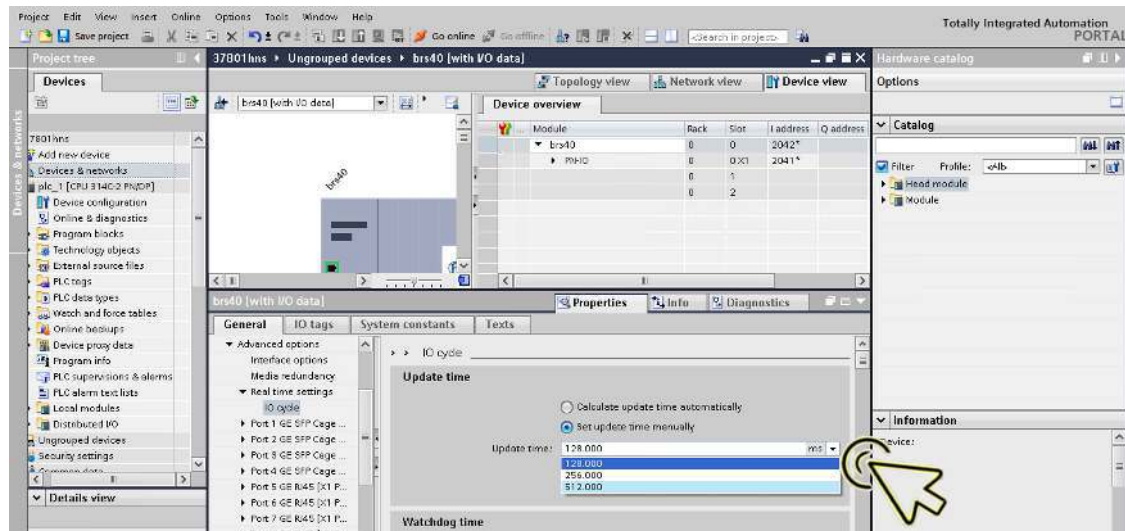 Project Edit View Insert Online Options Tools Window Help
Totally Integrated Automation
PORTAL
Save project
Go online
Go offline
<Search in project>
Project tree
37801hns Ungrouped devices brs40 [with I/O data]
Hardware catalog
Devices
Topology view
Network view
Device view
Options
Devices & networks
brs40 [with I/O data]
Device overview
Module Rack Slot I address Q address
brs40 0 0 2042*
PN-IO 0 0 X1 2041*
0 1
0 2
brs40
Catalog
Filter Profile:
Head module
Module
7801hns
Add new device
Devices & networks
plc_1 [CPU 314C-2 PN/DP]
Device configuration
Online & diagnostics
Program blocks
Technology objects
External source files
PLC tags
PLC data types
Watch and force tables
Online backups
Device proxy data
Program info
PLC supervisions & alarms
PLC alarm text lists
Local modules
Distributed I/O
Ungrouped devices
Security settings
Common data
Details view
brs40 [with I/O data]
Properties
Info
Diagnostics
General IO tags System constants Texts
Advanced options
Interface options
Media redundancy
Real time settings
IO cycle
Port 1 GE SFP Cage ...
Port 2 GE SFP Cage ...
Port 3 GE SFP Cage ...
Port 4 GE SFP Cage ...
Port 5 GE RJ45 [X1 P...
Port 6 GE RJ45 [X1 P...
Port 7 GE RJ45 [X1 P...
> > IO cycle
Update time
Calculate update time automatically
Set update time manually
Update time: 128.000 ms
128.000
256.000
512.000
Watchdog time
Information
Device: